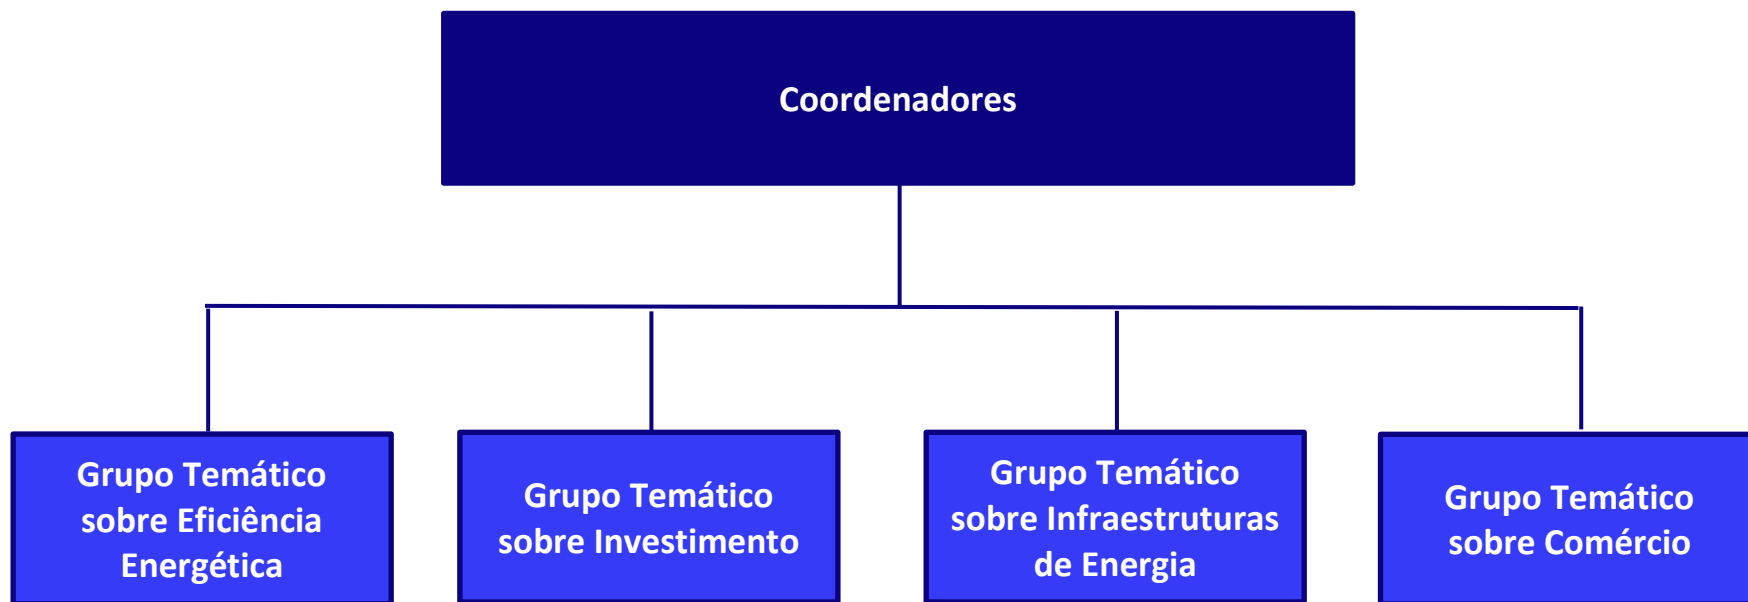 Coordenadores
Grupo Temático
sobre Eficiência
Energética
Grupo Temático
sobre Investimento
Grupo Temático
sobre Infraestruturas
de Energia
Grupo Temático
sobre Comércio